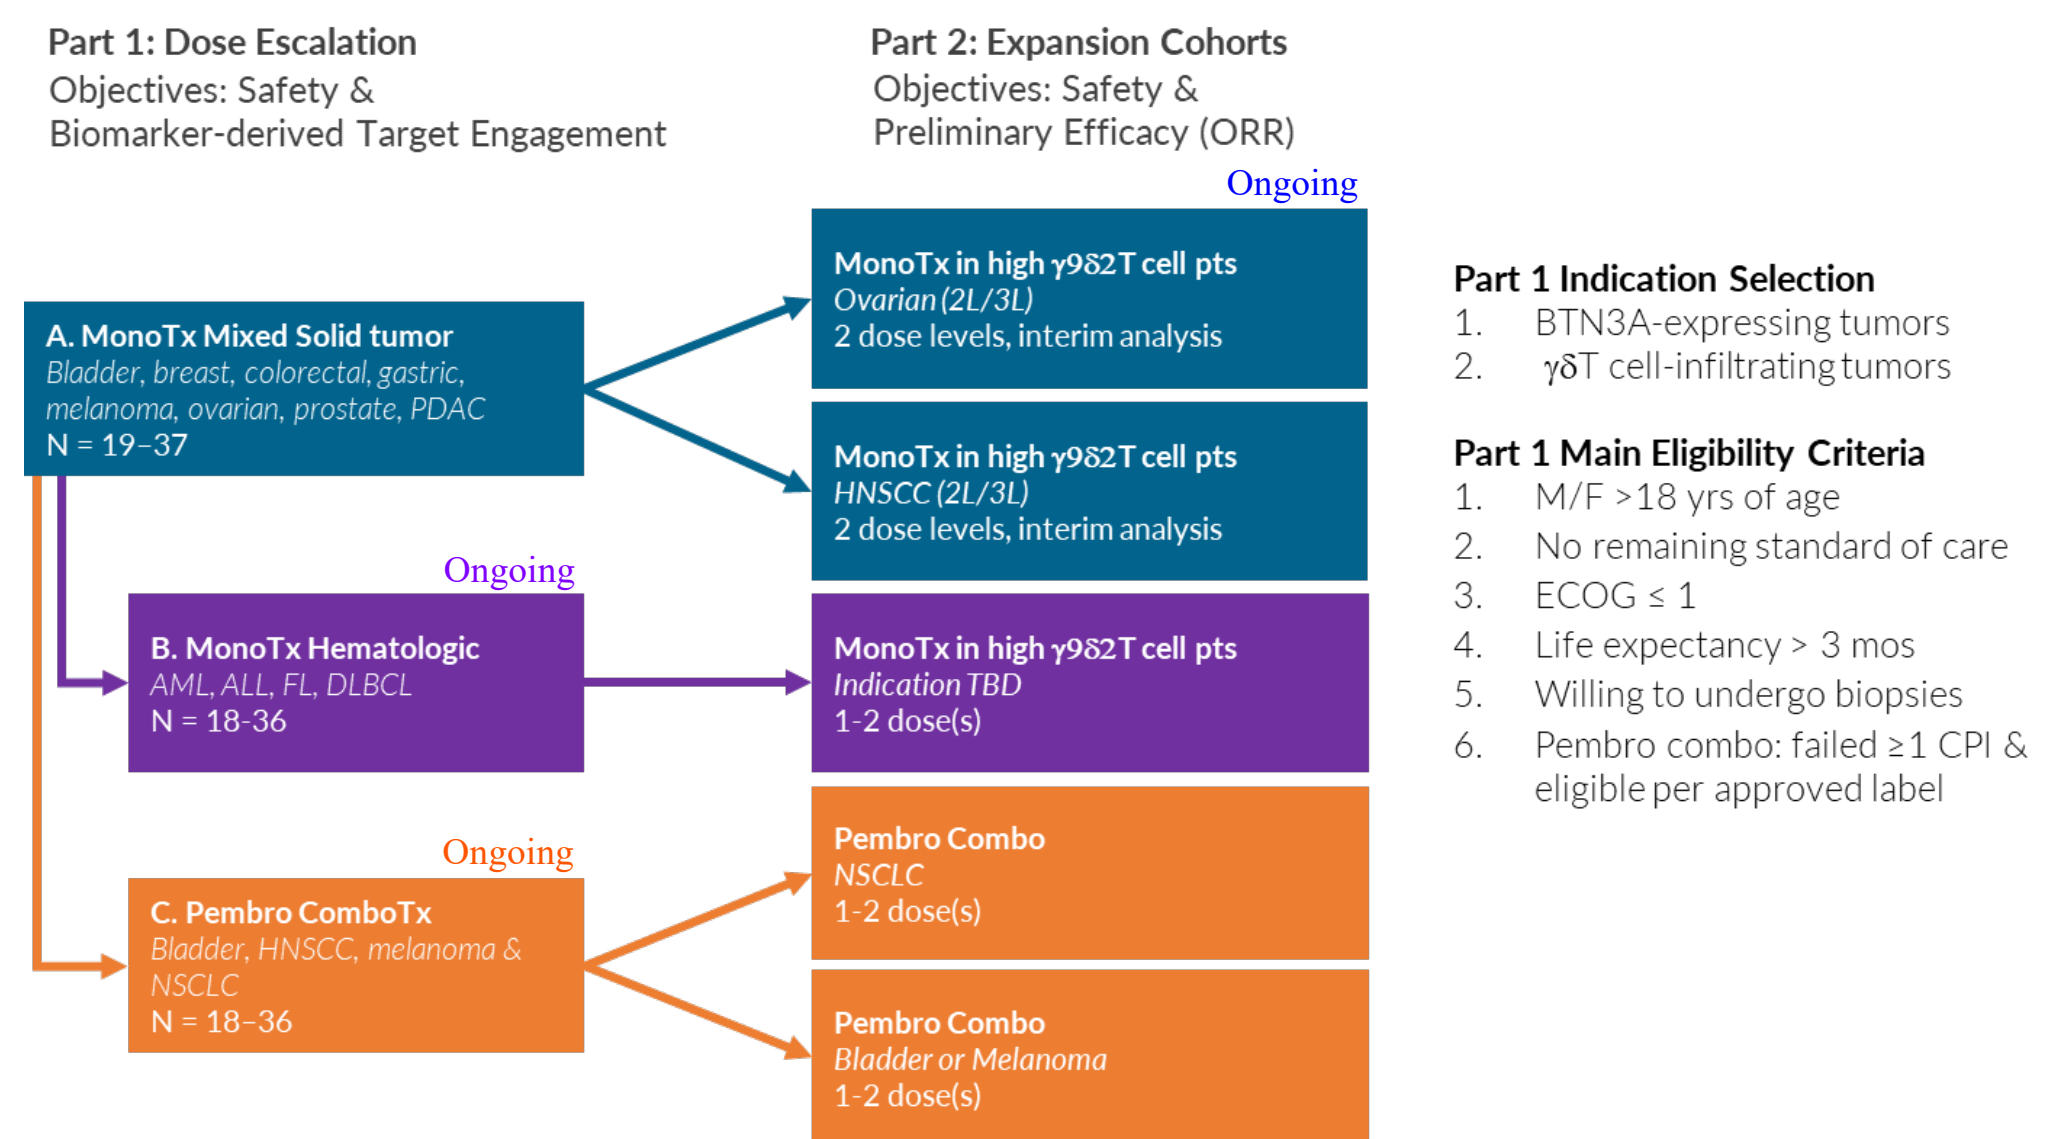 Part 1: Dose Escalation
Objectives: Safety &
Biomarker-derived Target Engagement
Part 2: Expansion Cohorts
Objectives: Safety &
Preliminary Efficacy (ORR)
A. MonoTx Mixed Solid tumor
Bladder, breast, colorectal, gastric,
melanoma, ovarian, prostate, PDAC
N = 19–37
Ongoing
B. MonoTx Hematologic
AML, ALL, FL, DLBCL
N = 18-36
Ongoing
C. Pembro ComboTx
Bladder, HNSCC, melanoma &
NSCLC
N = 18–36
Ongoing
MonoTx in high γ9δ2T cell pts
Ovarian (2L/3L)
2 dose levels, interim analysis
MonoTx in high γ9δ2T cell pts
HNSCC (2L/3L)
2 dose levels, interim analysis
MonoTx in high γ9δ2T cell pts
Indication TBD
1-2 dose(s)
Pembro Combo
NSCLC
1-2 dose(s)
Pembro Combo
Bladder or Melanoma
1-2 dose(s)
Part 1 Indication Selection
1. BTN3A-expressing tumors
2. γδT cell-infiltrating tumors
Part 1 Main Eligibility Criteria
1. M/F >18 yrs of age
2. No remaining standard of care
3. ECOG ≤ 1
4. Life expectancy > 3 mos
5. Willing to undergo biopsies
6. Pembro combo: failed ≥1 CPI &
eligible per approved label